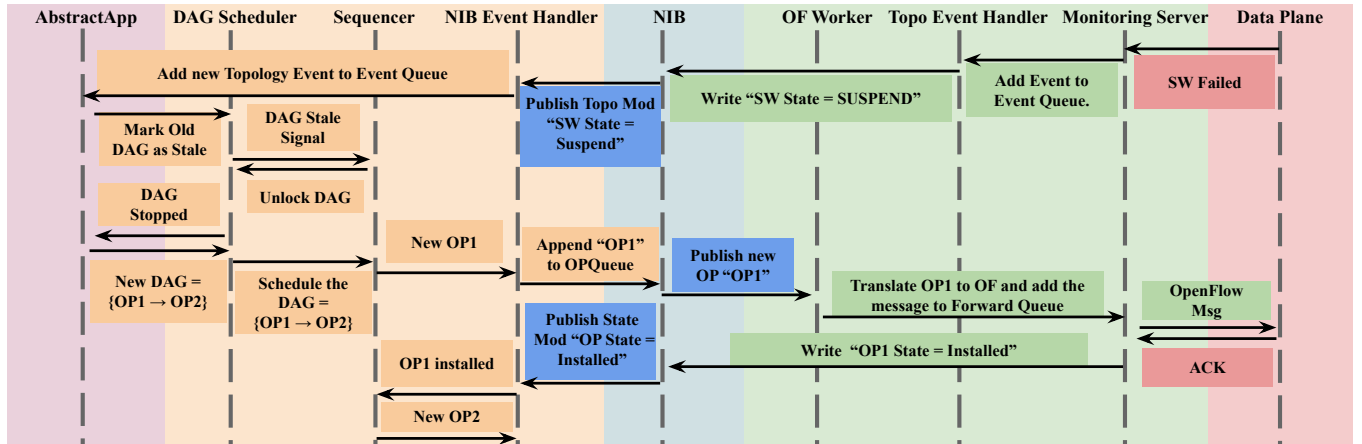 AbstractApp DAG Scheduler Sequencer NIB Event Handler NIB OF Worker Topo Event Handler Monitoring Server Data Plane
Add new Topology Event to Event Queue
Publish Topo Mod
“SW State =
Suspend”
Write “SW State = SUSPEND”
Add Event to
Event Queue.
SW Failed
Mark Old
DAG as Stale
DAG Stale
Signal
Unlock DAG
DAG
Stopped
New DAG =
{OP1 → OP2}
Schedule the
DAG =
{OP1 → OP2}
New OP1
Append “OP1”
to OPQueue
Publish new
OP “OP1”
Translate OP1 to OF and add the
message to Forward Queue
OpenFlow
Msg
Publish State
Mod “OP State =
Installed”
Write “OP1 State = Installed”
ACK
OP1 installed
New OP2